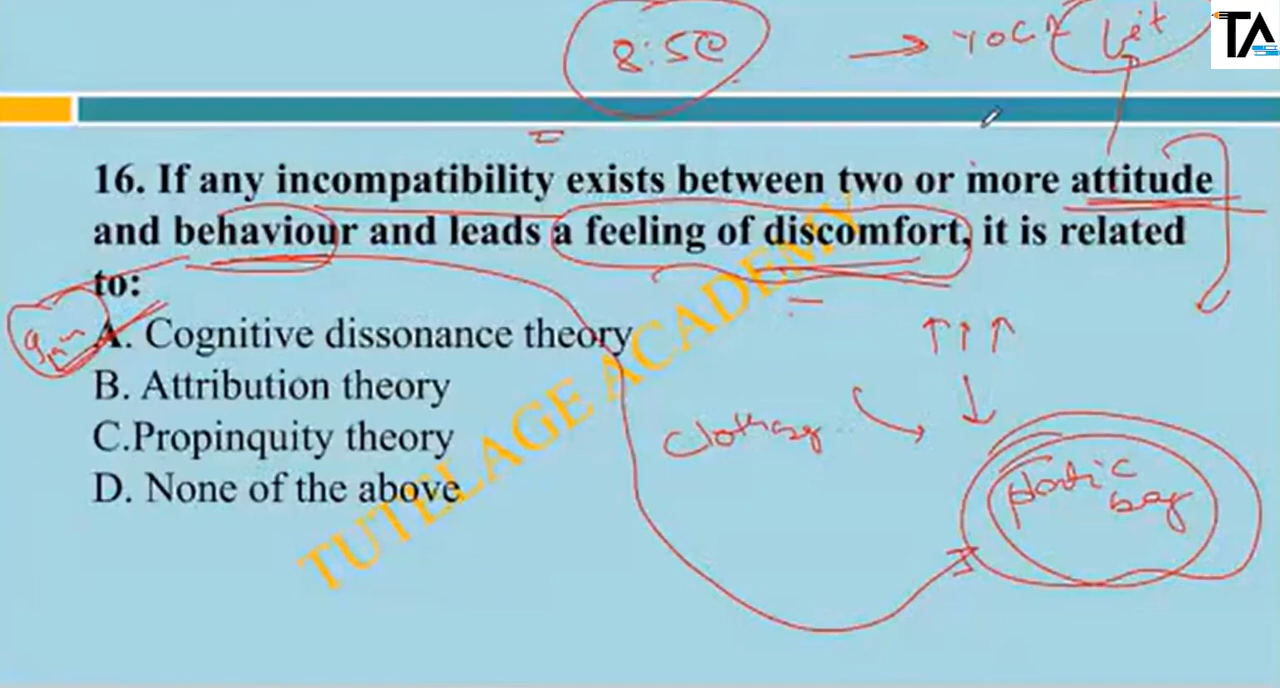 8:50
TA
16. If any incompatibility exists between two or more attitude
and behaviour and leads a feeling of discomfort, it is related
to:
A. Cognitive dissonance theory
B. Attribution theory
C.Propinquity theory
D. None of the above
Clothing
plastic
bag
TUTELAGE ACADEMY